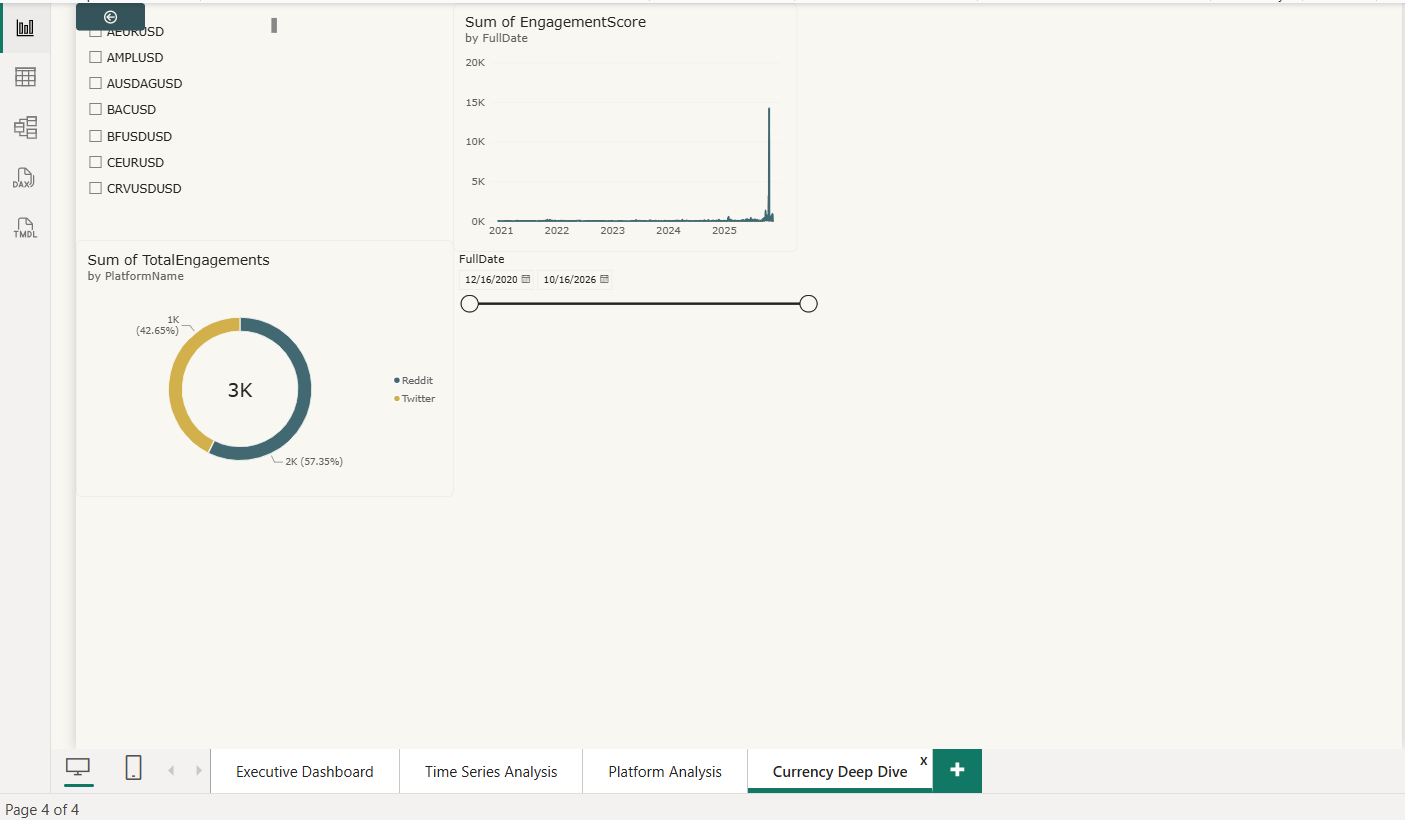 AEURUSD
AMPLUSD
AUSDAGUSD
BACUSD
BFUSDUSD
CEURUSD
CRVUSDUSD
Sum of EngagementScore
by FullDate
20K
15K
10K
5K
0K
2021 2022 2023 2024 2025
FullDate
12/16/2020 10/16/2026
Sum of TotalEngagements
by PlatformName
1K
(42.65%)
3K
2K (57.35%)
Reddit
Twitter
DAX
TMDL
Executive Dashboard Time Series Analysis Platform Analysis Currency Deep Dive x +
Page 4 of 4